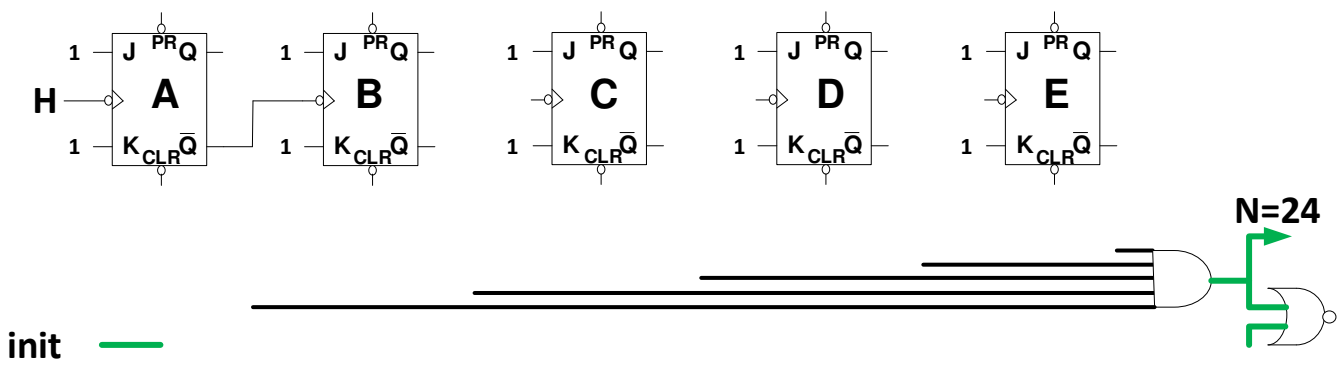 PR PR PR PR PR
1 J Q 1 J Q 1 J Q 1 J Q 1 J Q
H A B C D E
1 K CLR Q̅ 1 K CLR Q̅ 1 K CLR Q̅ 1 K CLR Q̅ 1 K CLR Q̅
N=24
init